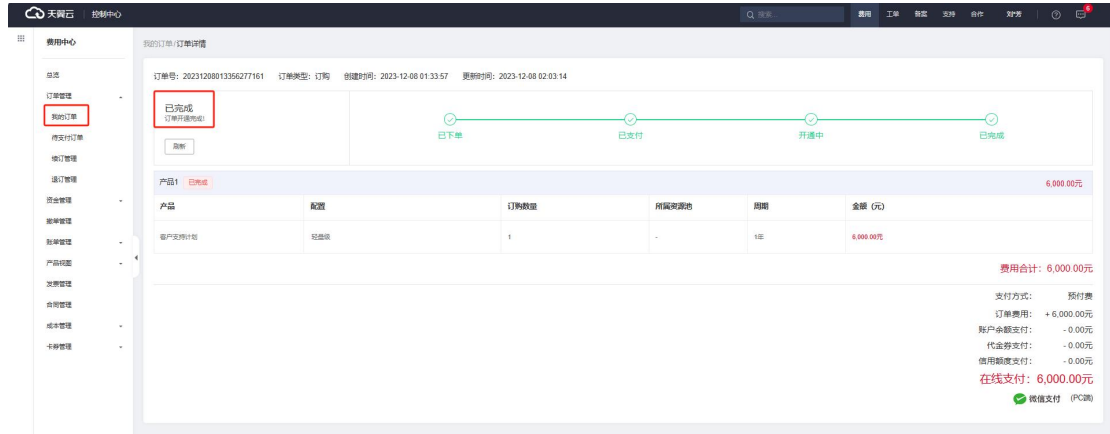 天翼云 控制中心 搜索... 费用 工单 备案 支持 合作 刘*芳 6
费用中心 我的订单/订单详情
总览
订单管理
我的订单
待支付订单
续订管理
退订管理
资金管理
账单管理
产品视图
发票管理
合同管理
成本管理
卡券管理
订单号: 20231208013356277161 订单类型: 订购 创建时间: 2023-12-08 01:33:57 更新时间: 2023-12-08 02:03:14
已完成
订单开通完成!
刷新
已下单 已支付 开通中 已完成
产品1 已完成 6,000.00元
产品 配置 订购数量 所属资源池 周期 金额 (元)
客户支持计划 轻量级 1 - 1年 6,000.00元
费用合计: 6,000.00元
支付方式: 预付费
订单费用: + 6,000.00元
账户余额支付: - 0.00元
代金券支付: - 0.00元
信用额度支付: - 0.00元
在线支付: 6,000.00元
微信支付 (PC端)